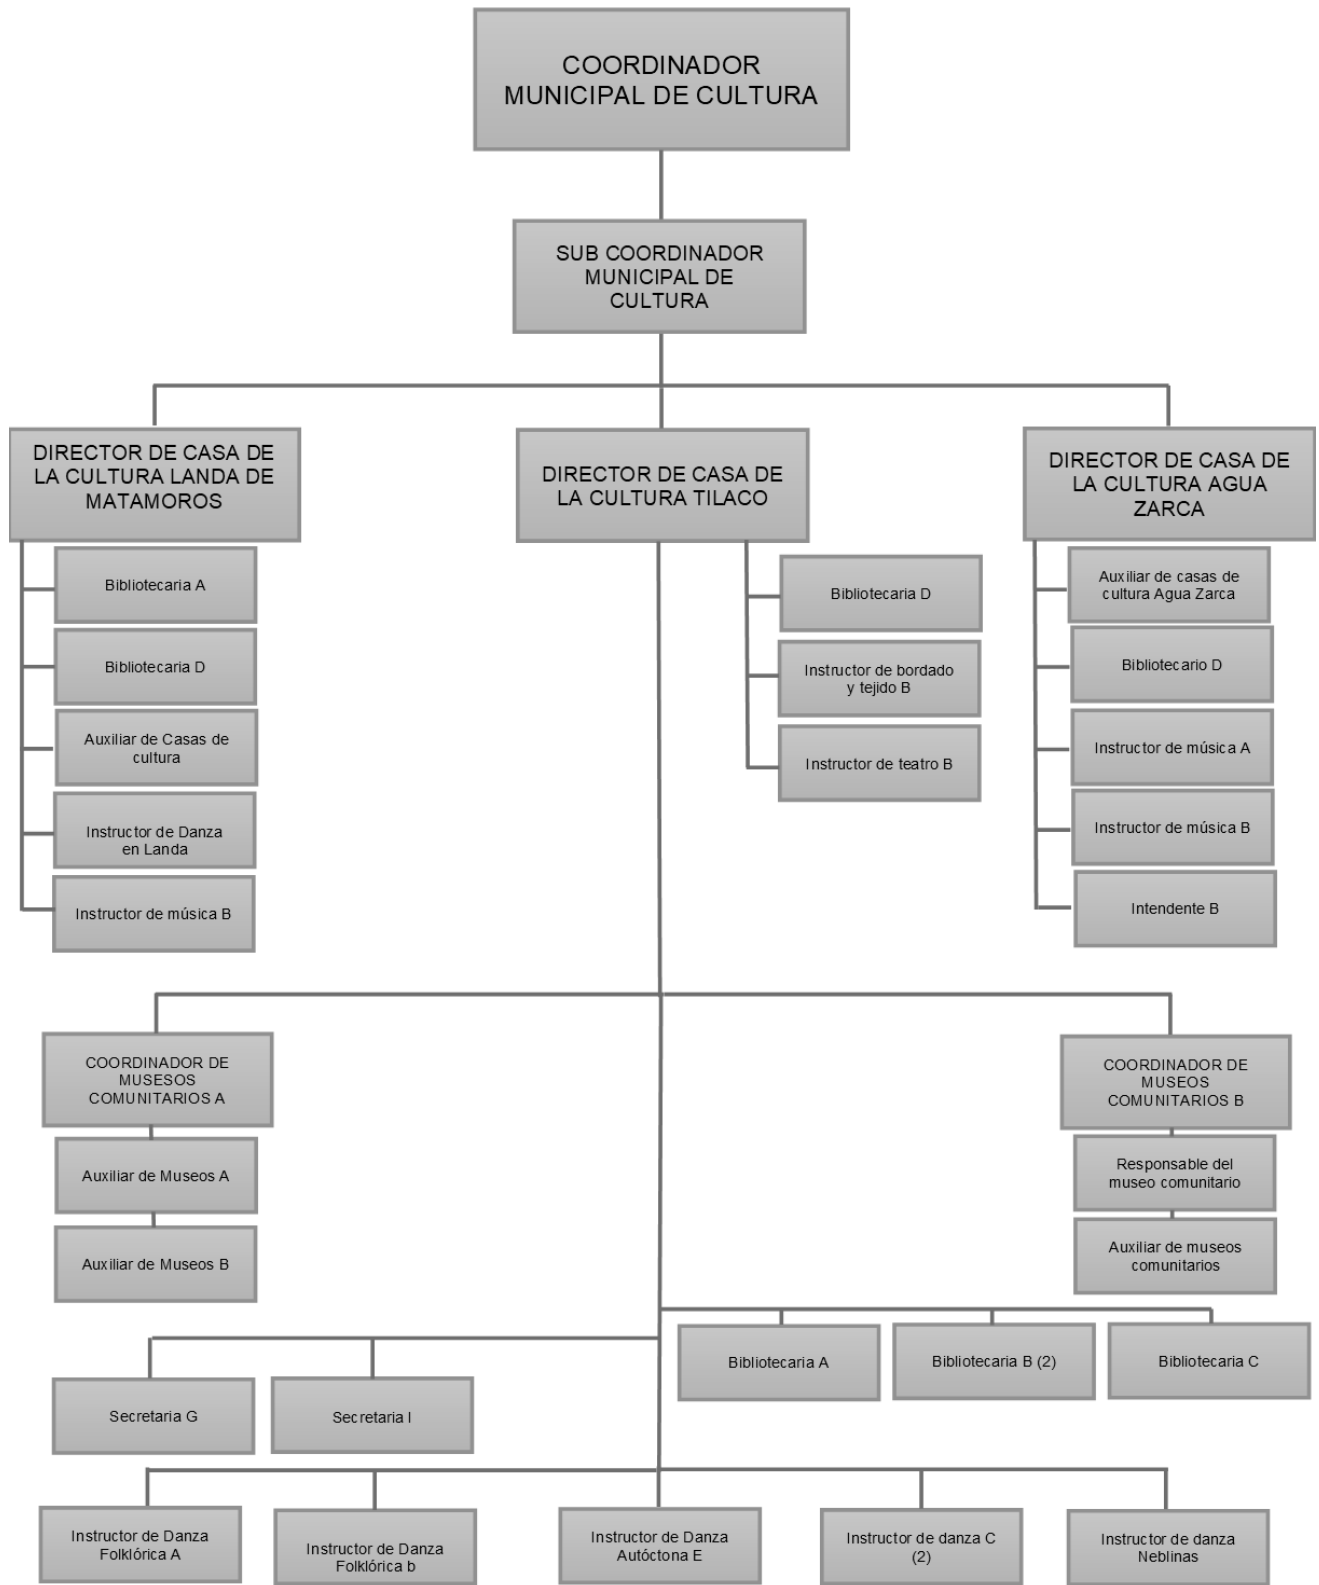 COORDINADOR
MUNICIPAL DE CULTURA
SUB COORDINADOR
MUNICIPAL DE
CULTURA
DIRECTOR DE CASA DE
LA CULTURA LANDA DE
MATAMOROS
DIRECTOR DE CASA DE
LA CULTURA TILACO
DIRECTOR DE CASA DE
LA CULTURA AGUA
ZARCA
Bibliotecaria A
Bibliotecaria D
Auxiliar de Casas de
cultura
Instructor de Danza
en Landa
Instructor de música B
Bibliotecaria D
Instructor de bordado
y tejido B
Instructor de teatro B
Auxiliar de casas de
cultura Agua Zarca
Bibliotecario D
Instructor de música A
Instructor de música B
Intendente B
COORDINADOR DE
MUSESOS
COMUNITARIOS A
Auxiliar de Museos A
Auxiliar de Museos B
COORDINADOR DE
MUSEOS
COMUNITARIOS B
Responsable del
museo comunitario
Auxiliar de museos
comunitarios
Bibliotecaria A
Bibliotecaria B (2)
Bibliotecaria C
Secretaria G
Secretaria I
Instructor de Danza
Folklórica A
Instructor de Danza
Folklórica b
Instructor de Danza
Autóctona E
Instructor de danza C
(2)
Instructor de danza
Neblinas